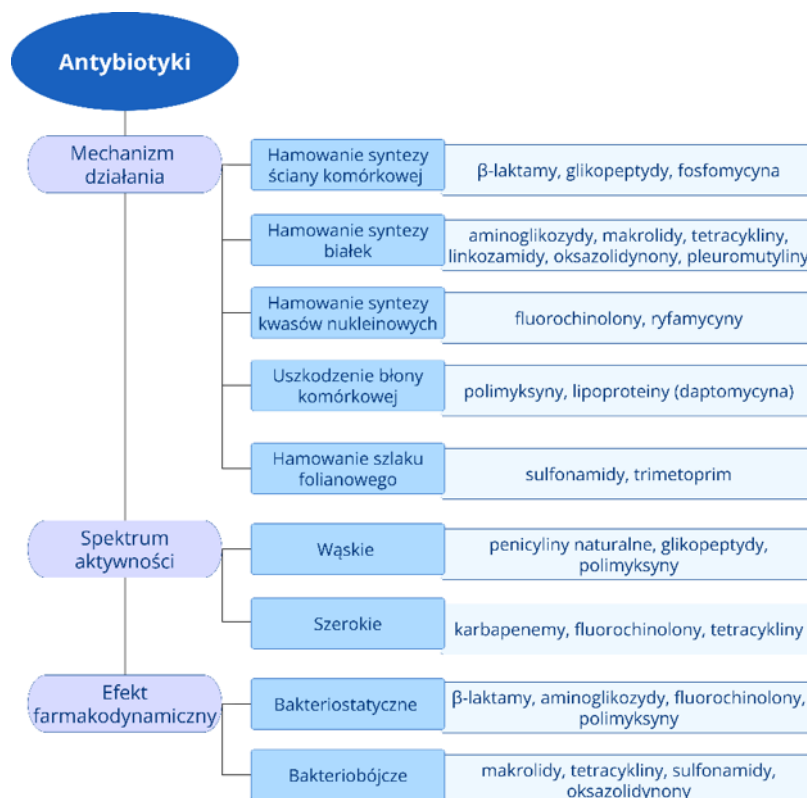 Antybiotyki
Mechanizm
działania
Hamowanie syntezy
ściany komórkowej
β-laktamy, glikopeptydy, fosfomycyna
Hamowanie syntezy
białek
aminoglikozydy, makrolidy, tetracykliny,
linkozamidy, oksazolidynony, pleuromutyliny
Hamowanie syntezy
kwasów nukleinowych
fluorochinolony, ryfamycyny
Uszkodzenie błony
komórkowej
polimyksyny, lipoproteiny (daptomycyna)
Hamowanie szlaku
folianowego
sulfonamidy, trimetoprim
Spektrum
aktywności
Wąskie
penicyliny naturalne, glikopeptydy,
polimyksyny
Szerokie
karbapenemy, fluorochinolony, tetracykliny
Efekt
farmakodynamiczny
Bakteriostatyczne
β-laktamy, aminoglikozydy, fluorochinolony,
polimyksyny
Bakteriobójcze
makrolidy, tetracykliny, sulfonamidy,
oksazolidynony